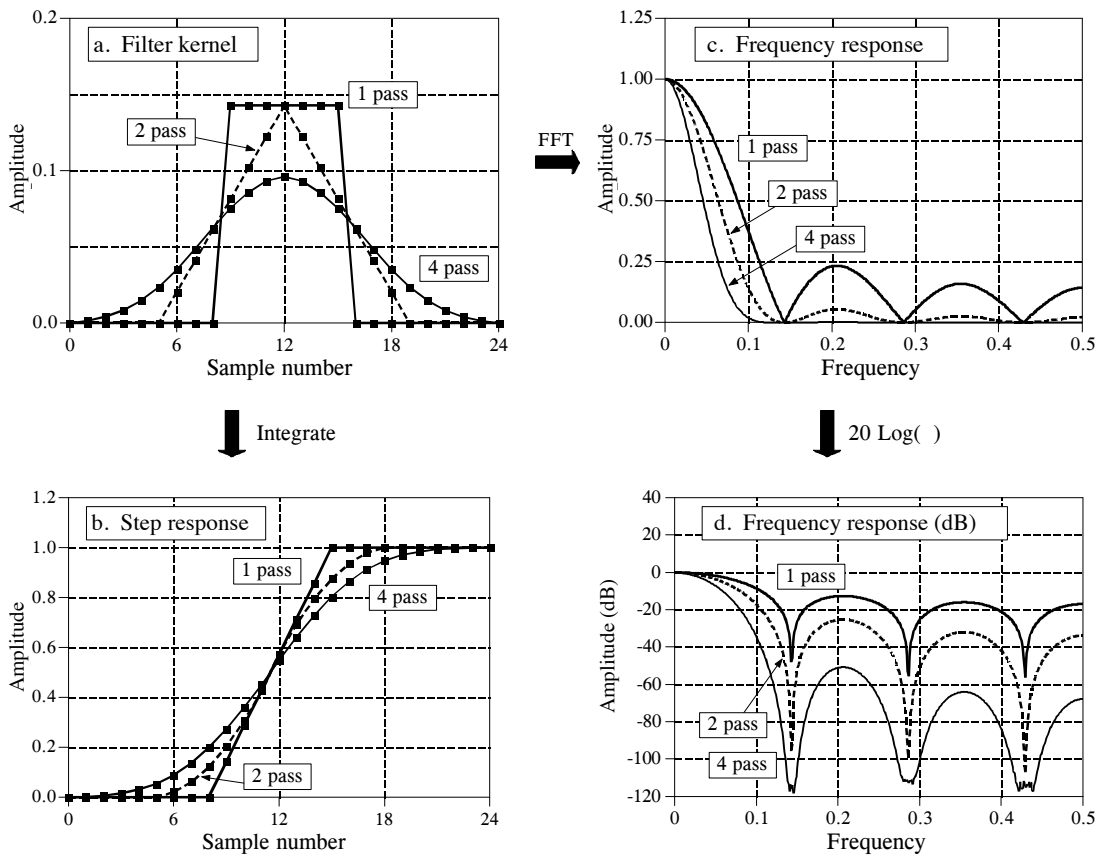 a. Filter kernel
0.2
0.1
0.0
Amplitude
1 pass
2 pass
4 pass
0 6 12 18 24
Sample number
FFT
c. Frequency response
1.25
1.00
0.75
0.50
0.25
0.00
Amplitude
1 pass
2 pass
4 pass
0 0.1 0.2 0.3 0.4 0.5
Frequency
Integrate
20 Log( )
b. Step response
1.2
1.0
0.8
0.6
0.4
0.2
0.0
Amplitude
1 pass
4 pass
2 pass
0 6 12 18 24
Sample number
d. Frequency response (dB)
40
20
0
-20
-40
-60
-80
-100
-120
Amplitude (dB)
1 pass
2 pass
4 pass
0 0.1 0.2 0.3 0.4 0.5
Frequency